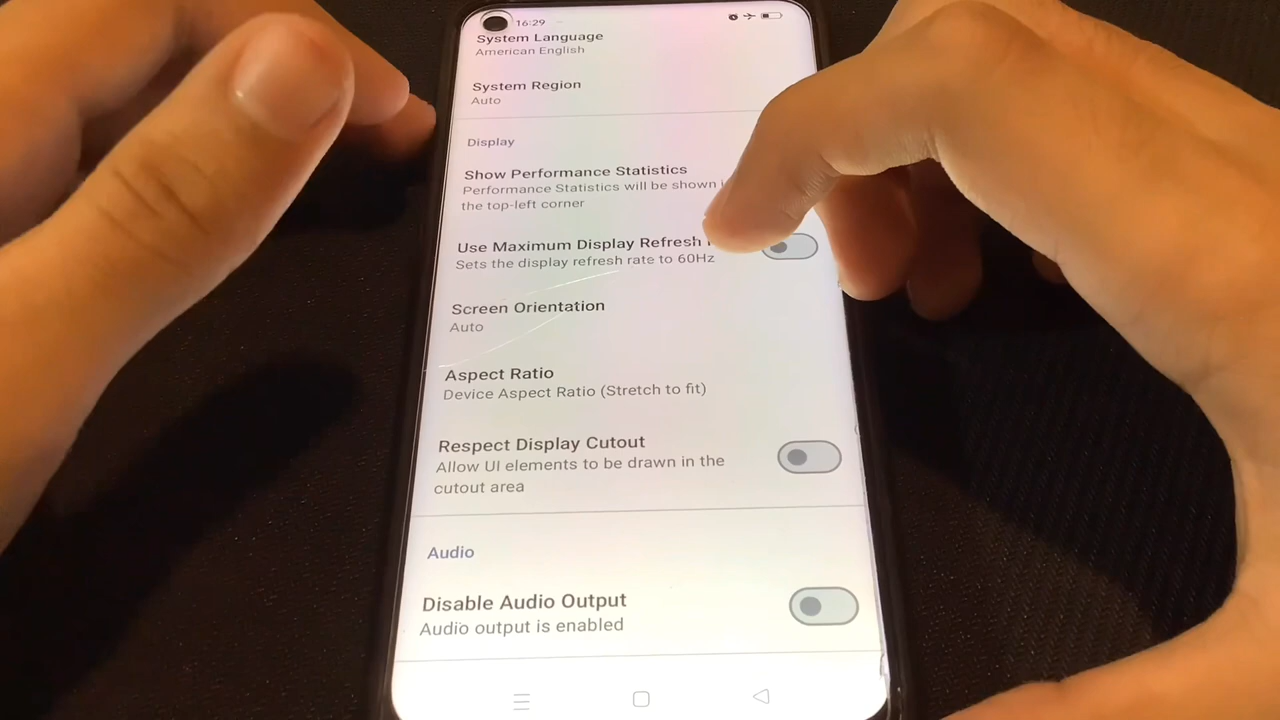 16:29
System Language
American English
System Region
Auto
Display
Show Performance Statistics
Performance Statistics will be shown
the top-left corner
Use Maximum Display Refresh
Sets the display refresh rate to 60Hz
Screen Orientation
Auto
Aspect Ratio
Device Aspect Ratio (Stretch to fit)
Respect Display Cutout
Allow UI elements to be drawn in the
cutout area
Audio
Disable Audio Output
Audio output is enabled